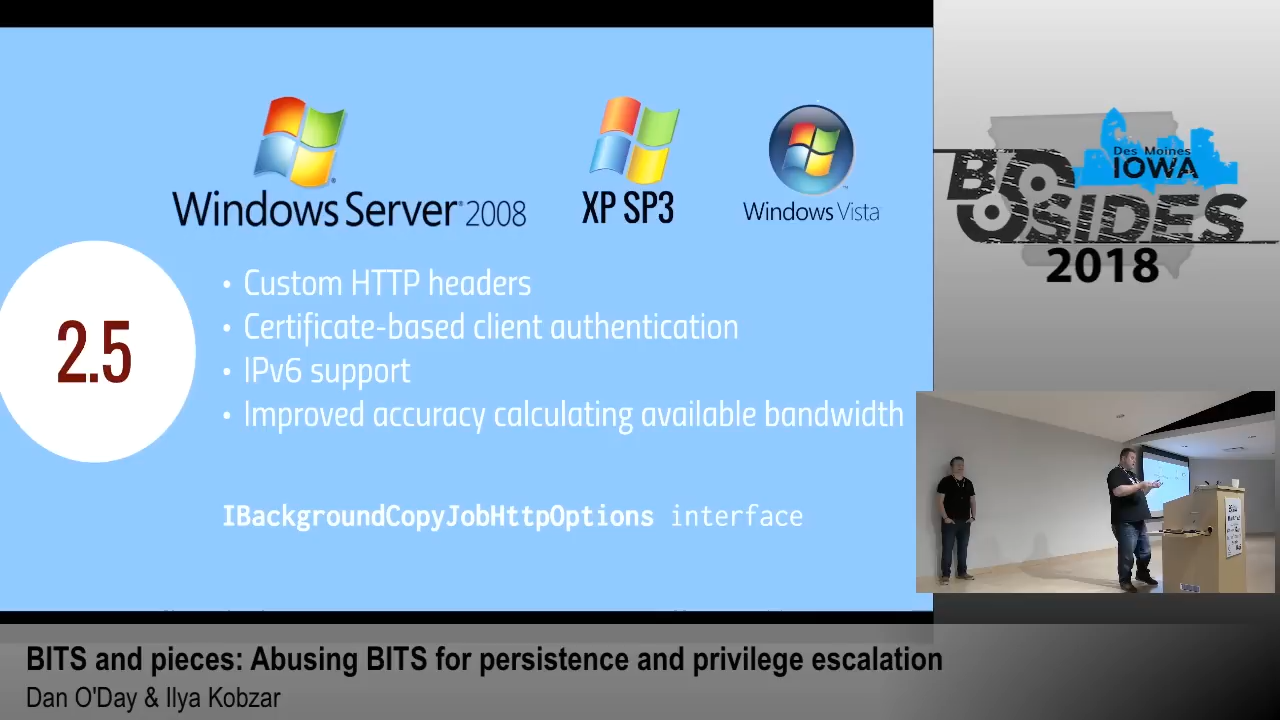 Windows Server® 2008
XP SP3
Windows Vista™
2.5
• Custom HTTP headers
• Certificate-based client authentication
• IPv6 support
• Improved accuracy calculating available bandwidth
IBackgroundCopyJobHttpOptions interface
Des Moines
IOWA
BSIDES
2018
BITS and pieces: Abusing BITS for persistence and privilege escalation
Dan O'Day & Ilya Kobzar